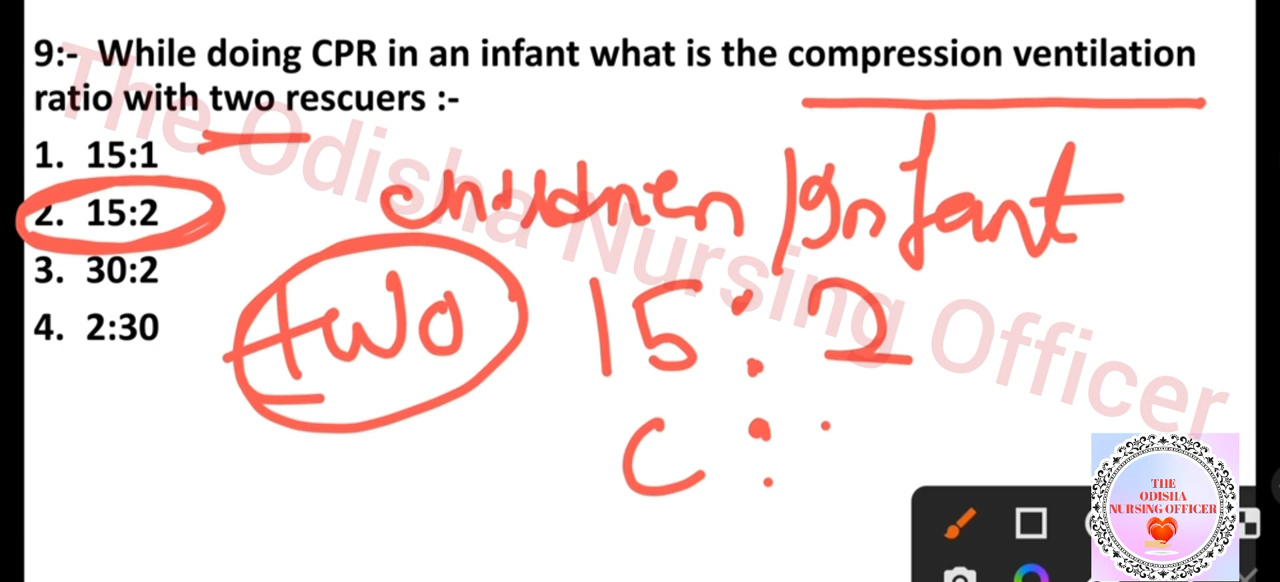 9:- While doing CPR in an infant what is the compression ventilation
ratio with two rescuers :-
1. 15:1
2. 15:2
3. 30:2
4. 2:30
children / Infant
two 15:2
C :
The Odisha Nursing Officer
THE
ODISHA
NURSING OFFICER